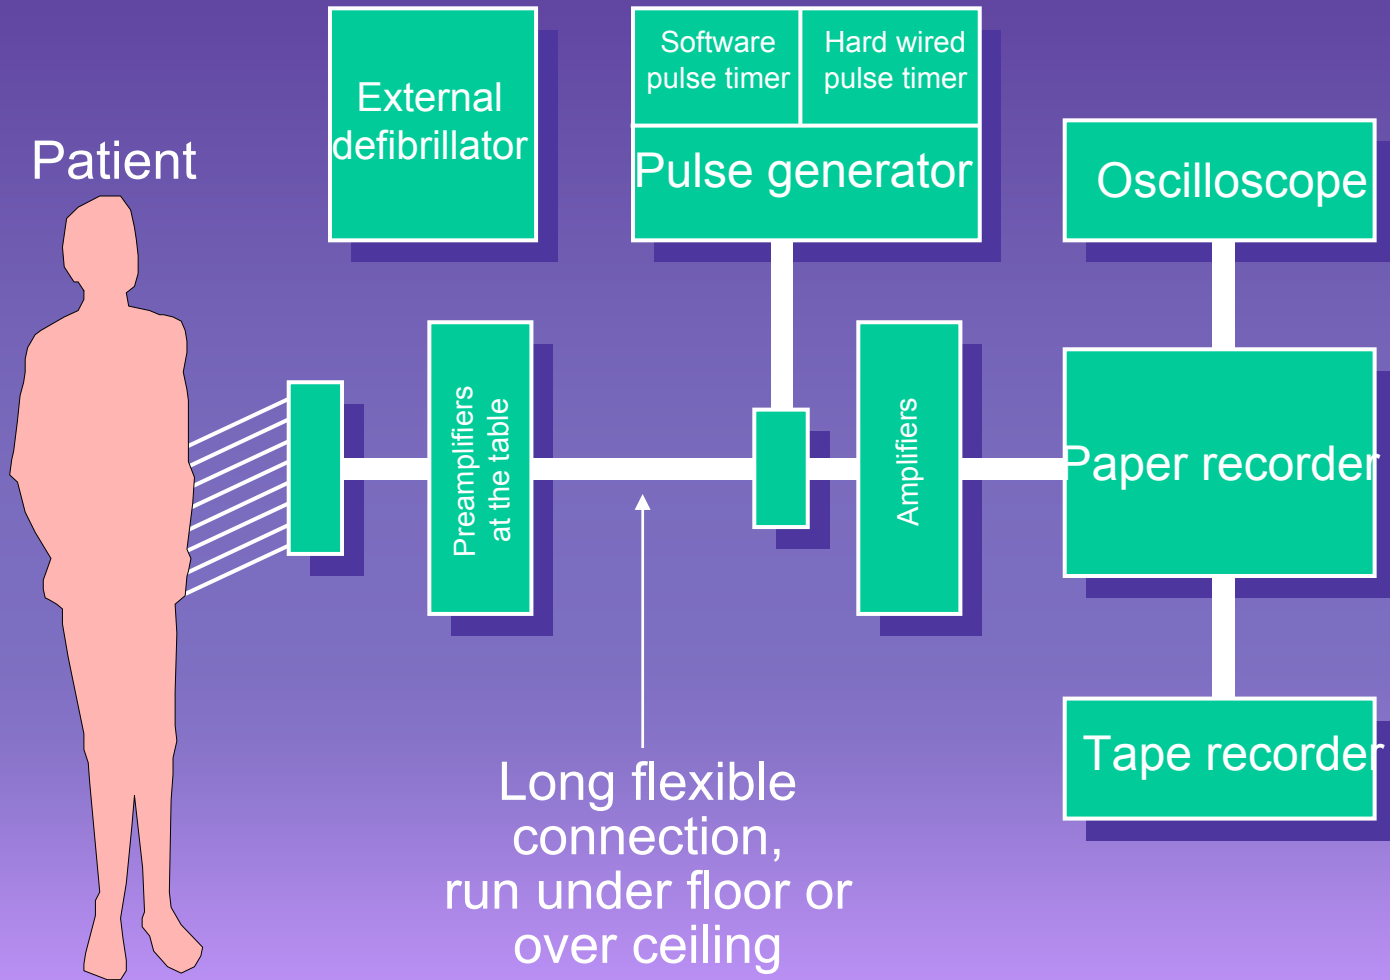 Patient
External
defibrillator
Software
pulse timer
Hard wired
pulse timer
Pulse generator
Oscilloscope
Preamplifiers
at the table
Amplifiers
Paper recorder
Tape recorder
Long flexible
connection,
run under floor or
over ceiling